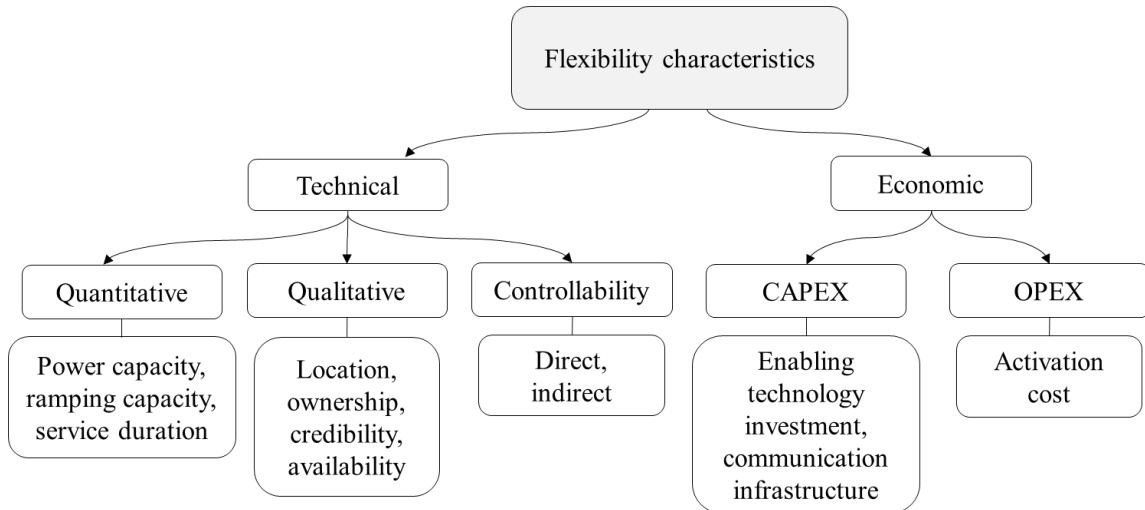 Flexibility characteristics
Technical
Economic
Quantitative
Qualitative
Controllability
CAPEX
OPEX
Power capacity,
ramping capacity,
service duration
Location,
ownership,
credibility,
availability
Direct,
indirect
Enabling
technology
investment,
communication
infrastructure
Activation
cost